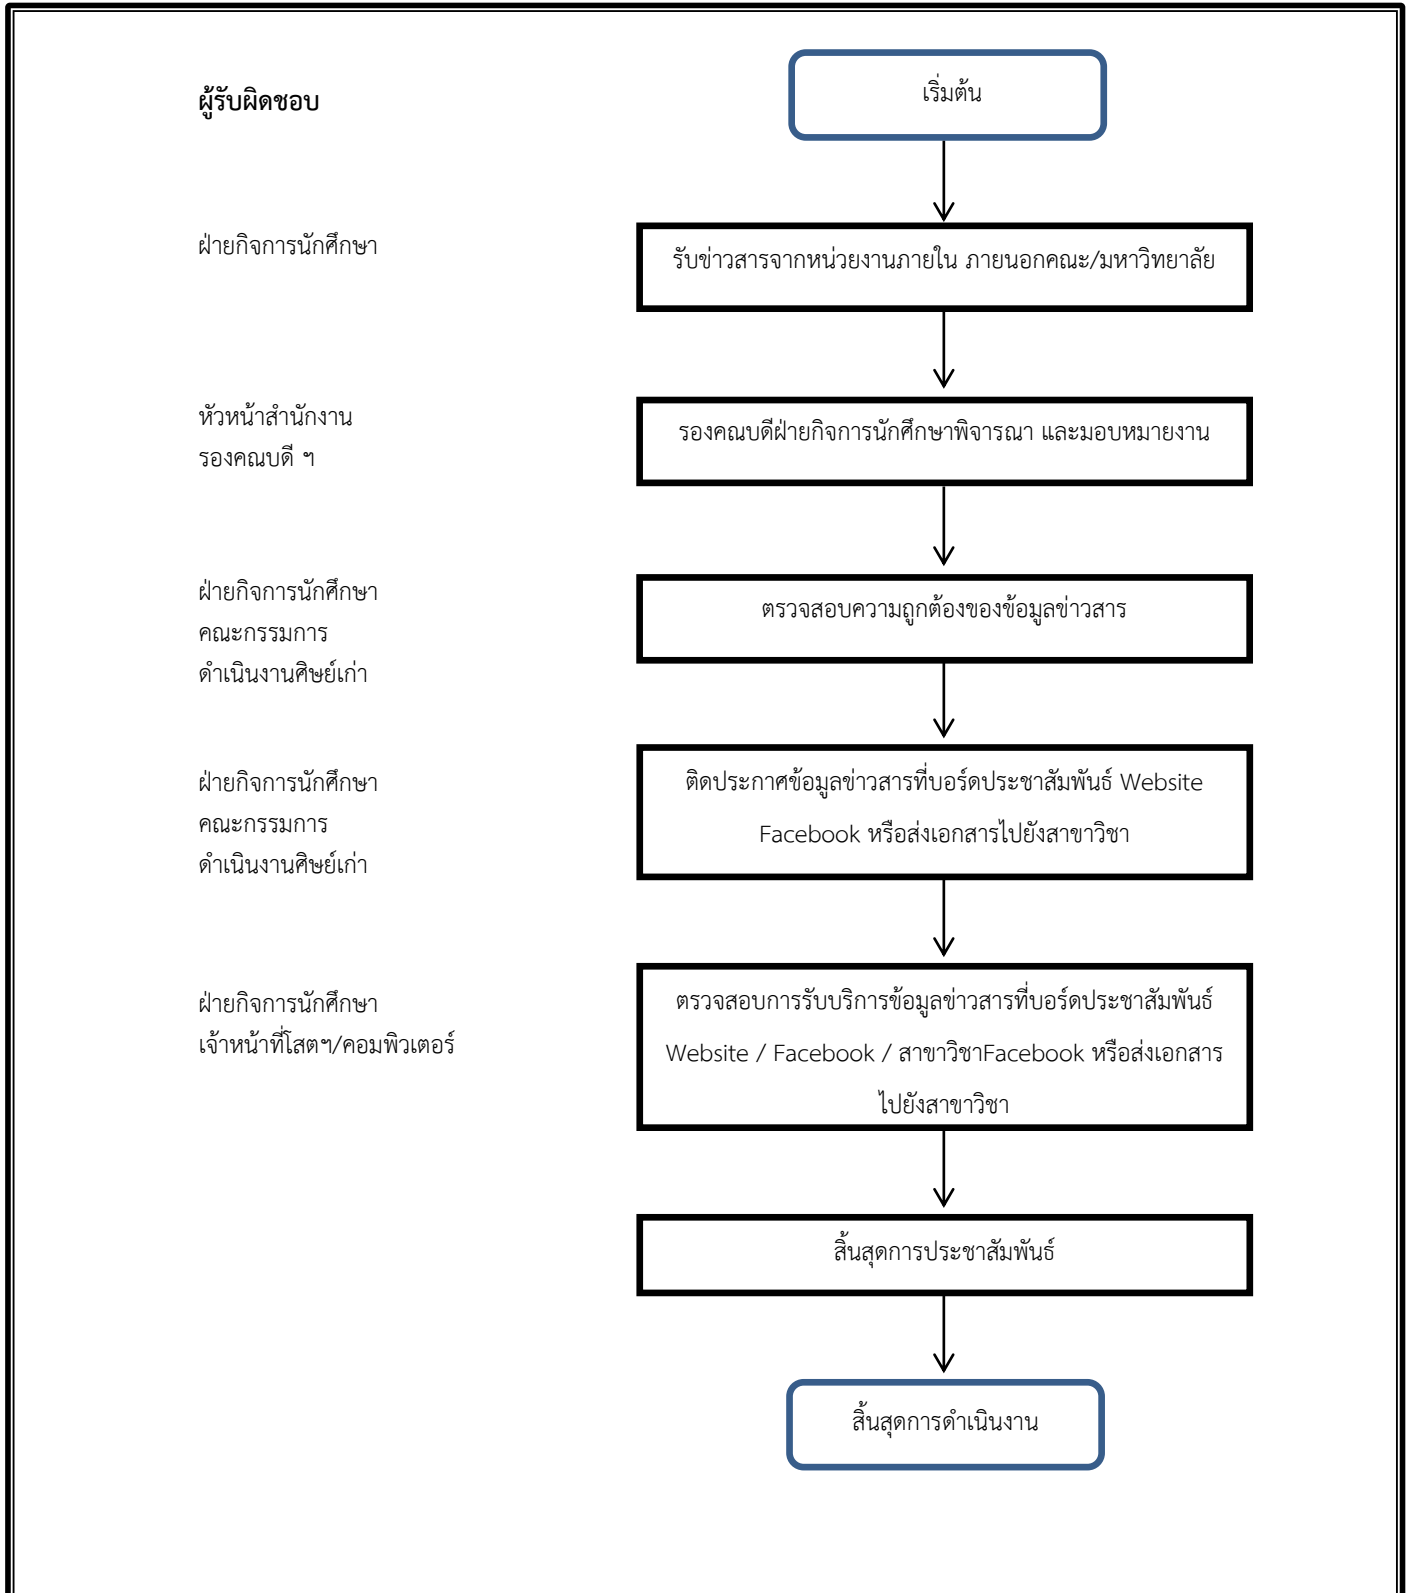 ผู้รับผิดชอบ
เริ่มต้น
ฝ่ายกิจการนักศึกษา
รับข่าวสารจากหน่วยงานภายใน ภายนอกคณะ/มหาวิทยาลัย
หัวหน้าสำนักงาน
รองคณบดี ฯ
รองคณบดีฝ่ายกิจการนักศึกษาพิจารณา และมอบหมายงาน
ฝ่ายกิจการนักศึกษา
คณะกรรมการ
ดำเนินงานศิษย์เก่า
ตรวจสอบความถูกต้องของข้อมูลข่าวสาร
ฝ่ายกิจการนักศึกษา
คณะกรรมการ
ดำเนินงานศิษย์เก่า
ติดประกาศข้อมูลข่าวสารที่บอร์ดประชาสัมพันธ์ Website
Facebook หรือส่งเอกสารไปยังสาขาวิชา
ฝ่ายกิจการนักศึกษา
เจ้าหน้าที่โสตฯ/คอมพิวเตอร์
ตรวจสอบการรับบริการข้อมูลข่าวสารที่บอร์ดประชาสัมพันธ์
Website / Facebook / สาขาวิชาFacebook หรือส่งเอกสาร
ไปยังสาขาวิชา
สิ้นสุดการประชาสัมพันธ์
สิ้นสุดการดำเนินงาน